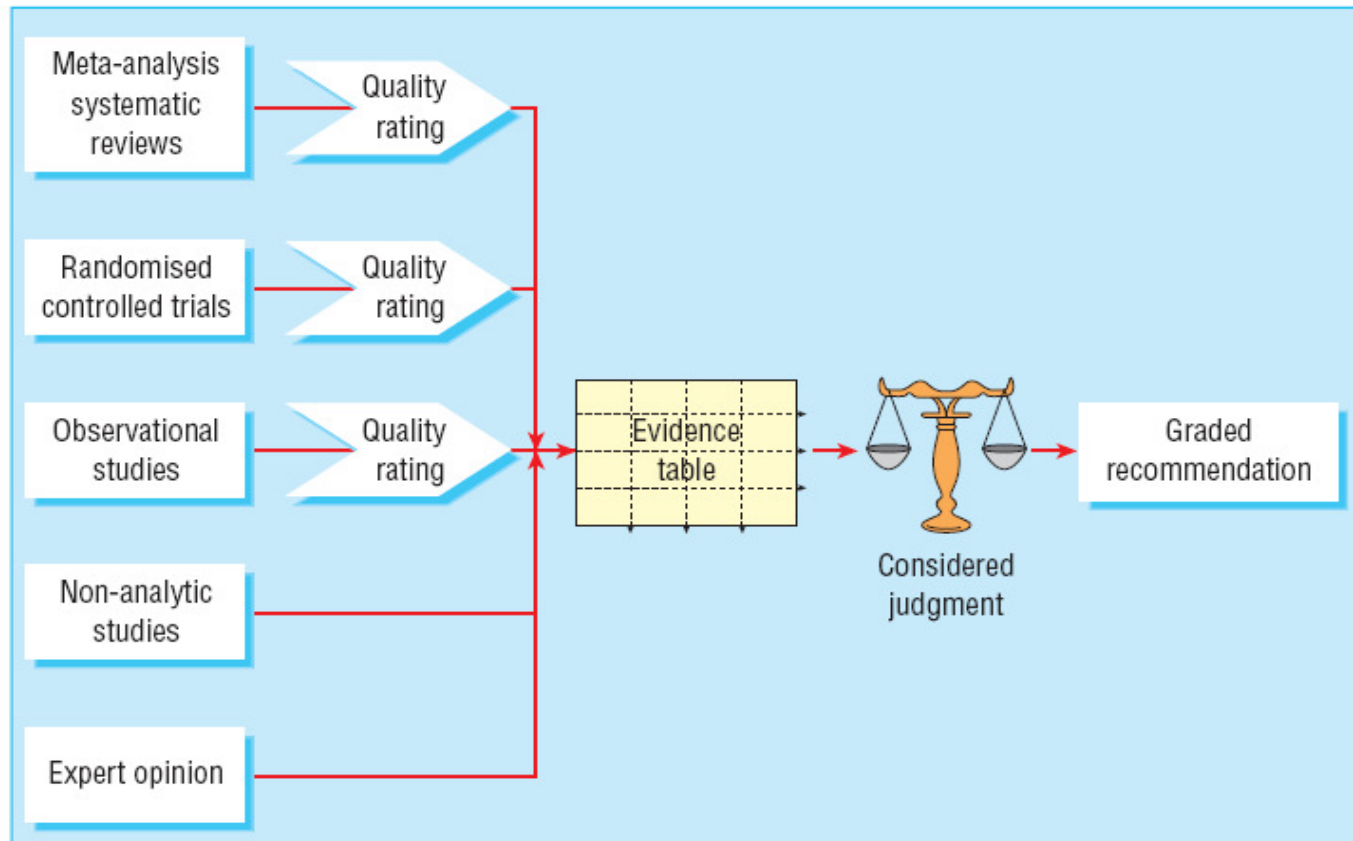 Meta-analysis
systematic
reviews
Quality
rating
Randomised
controlled trials
Quality
rating
Observational
studies
Quality
rating
Non-analytic
studies
Expert opinion
Evidence
table
Considered
judgment
Graded
recommendation